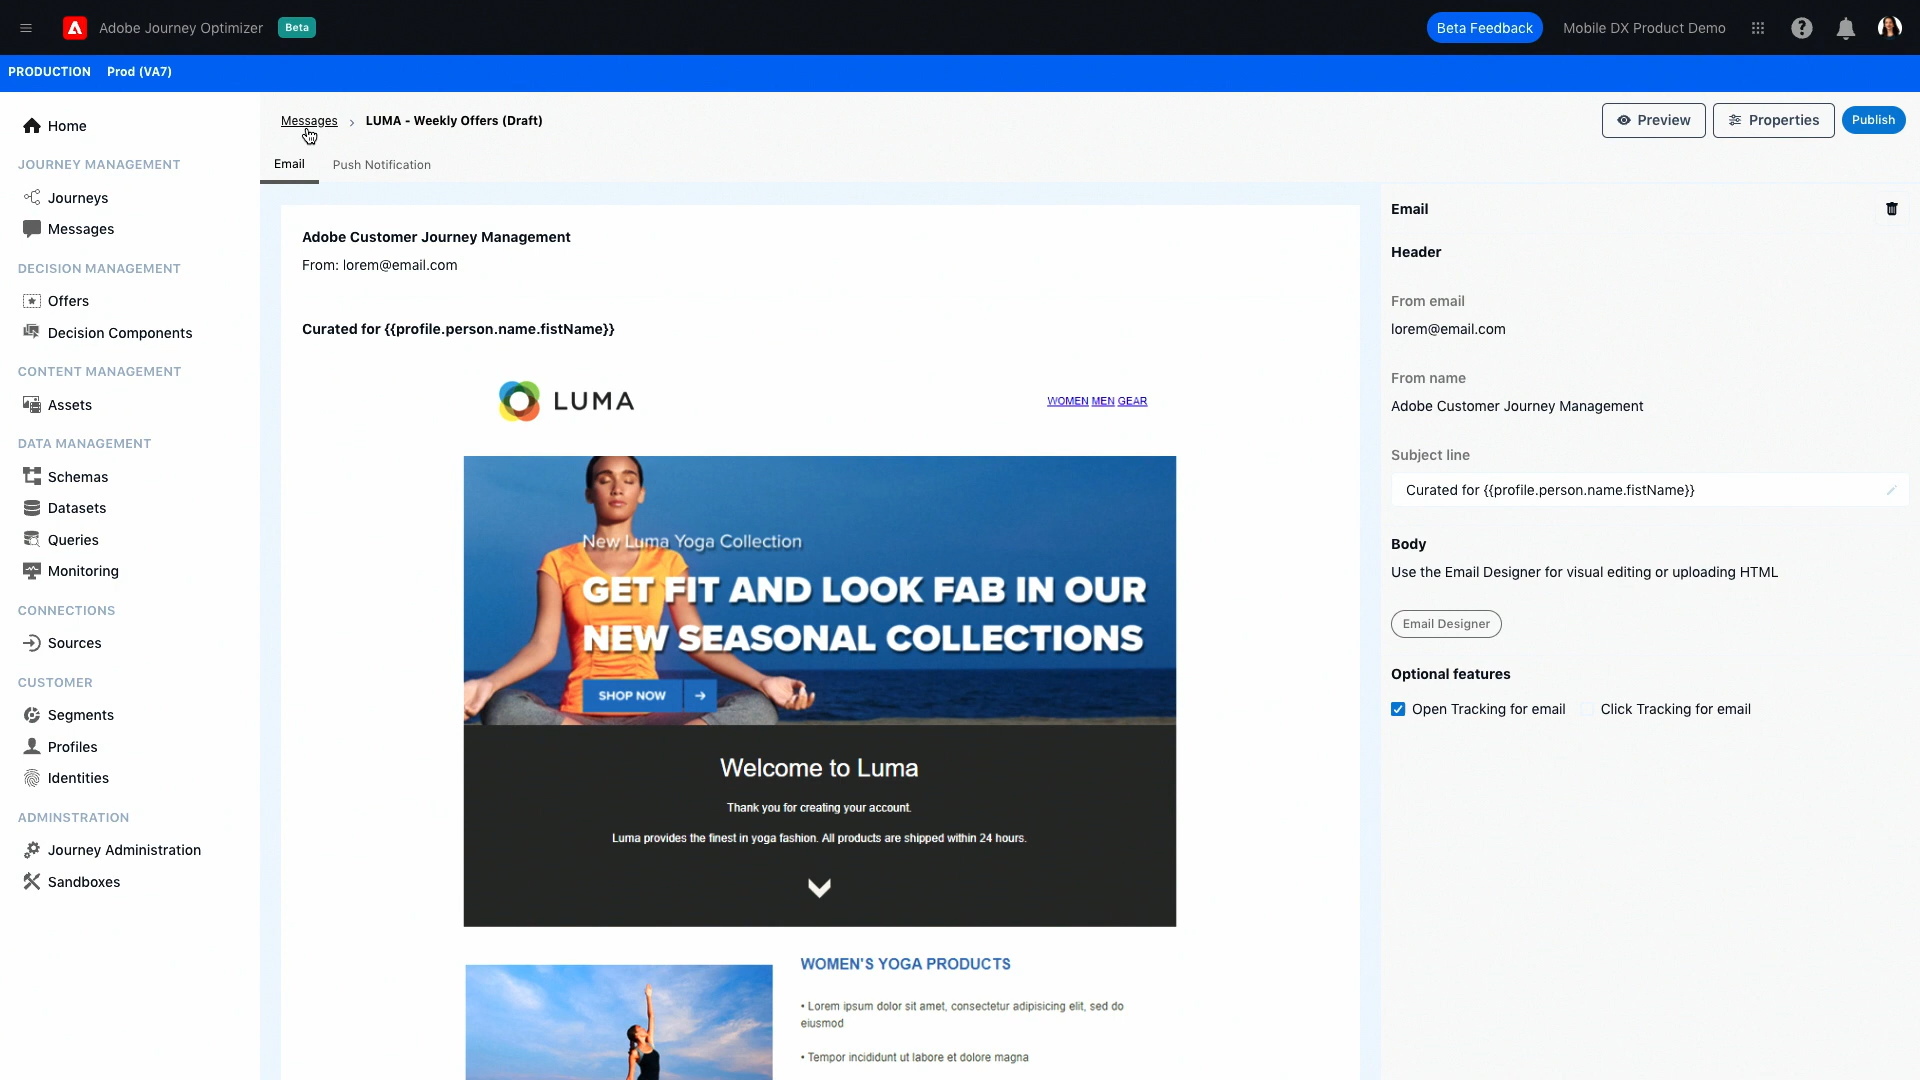 Adobe Journey Optimizer
Beta
Beta Feedback
Mobile DX Product Demo
PRODUCTION Prod (VA7)
Home
JOURNEY MANAGEMENT
Journeys
Messages
DECISION MANAGEMENT
Offers
Decision Components
CONTENT MANAGEMENT
Assets
DATA MANAGEMENT
Schemas
Datasets
Queries
Monitoring
CONNECTIONS
Sources
CUSTOMER
Segments
Profiles
Identities
ADMINSTRATION
Journey Administration
Sandboxes
Messages > LUMA - Weekly Offers (Draft)
Preview
Properties
Publish
Email
Push Notification
Adobe Customer Journey Management
From: lorem@email.com
Curated for {{profile.person.name.fistName}}
LUMA
WOMEN MEN GEAR
New Luma Yoga Collection
GET FIT AND LOOK FAB IN OUR
NEW SEASONAL COLLECTIONS
SHOP NOW
Welcome to Luma
Thank you for creating your account.
Luma provides the finest in yoga fashion. All products are shipped within 24 hours.
WOMEN'S YOGA PRODUCTS
• Lorem ipsum dolor sit amet, consectetur adipisicing elit, sed do
eiusmod
• Tempor incididunt ut labore et dolore magna
Email
Header
From email
lorem@email.com
From name
Adobe Customer Journey Management
Subject line
Curated for {{profile.person.name.fistName}}
Body
Use the Email Designer for visual editing or uploading HTML
Email Designer
Optional features
Open Tracking for email
Click Tracking for email